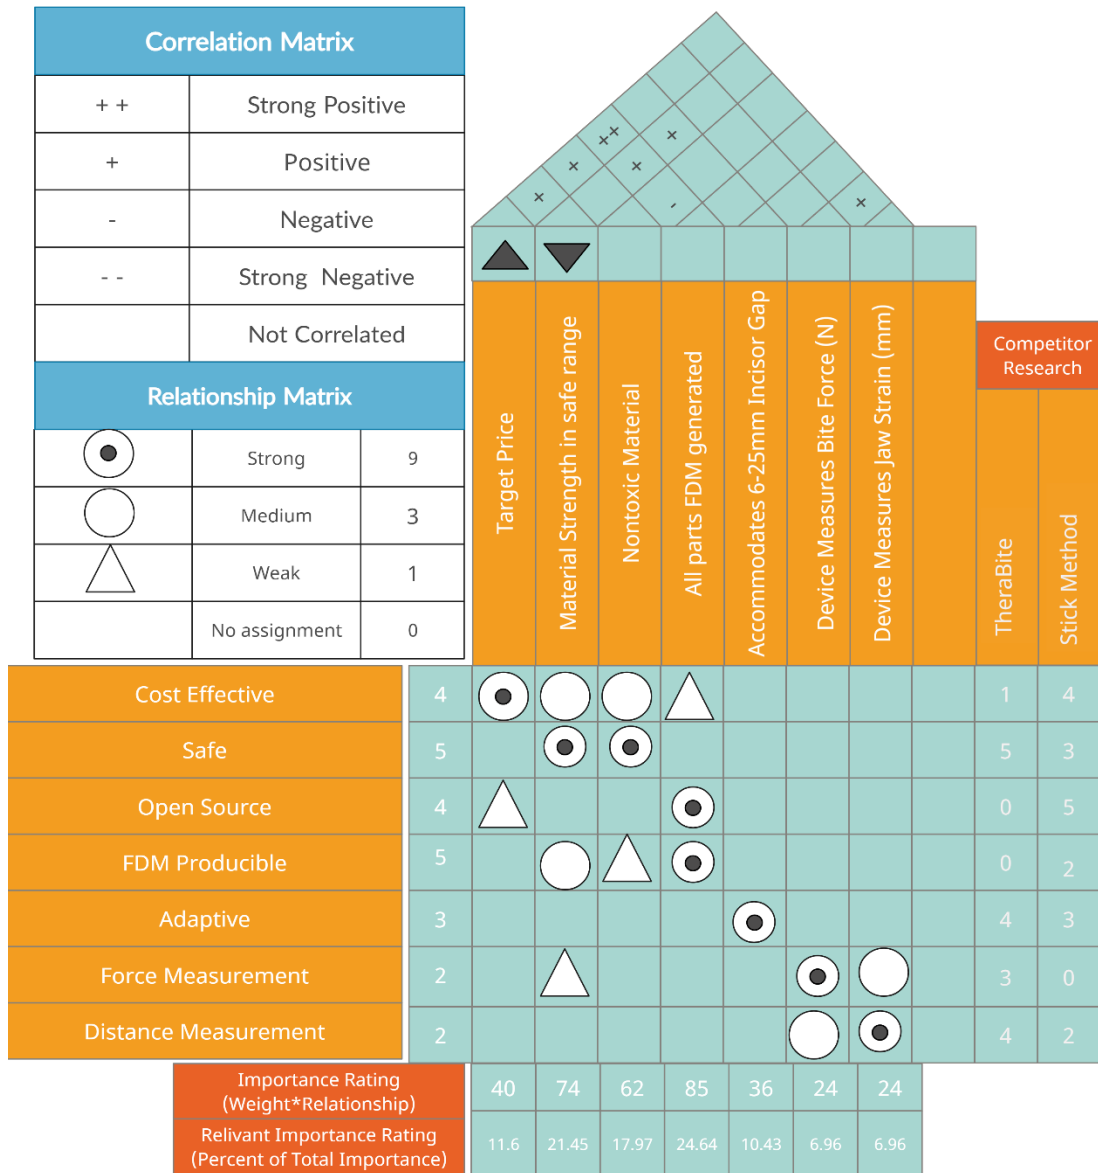 Correlation Matrix
+ + Strong Positive
+ Positive
- Negative
- - Strong Negative
Not Correlated
Relationship Matrix
Strong 9
Medium 3
Weak 1
No assignment 0
+
+
++
+
+
-
+
Target Price
Material Strength in safe range
Nontoxic Material
All parts FDM generated
Accommodates 6-25mm Incisor Gap
Device Measures Bite Force (N)
Device Measures Jaw Strain (mm)
Competitor
Research
TheraBite
Stick Method
Cost Effective 4 1 4
Safe 5 5 3
Open Source 4 0 5
FDM Producible 5 0 2
Adaptive 3 4 3
Force Measurement 2 3 0
Distance Measurement 2 4 2
Importance Rating
(Weight*Relationship)
40 74 62 85 36 24 24
Relivant Importance Rating
(Percent of Total Importance)
11.6 21.45 17.97 24.64 10.43 6.96 6.96